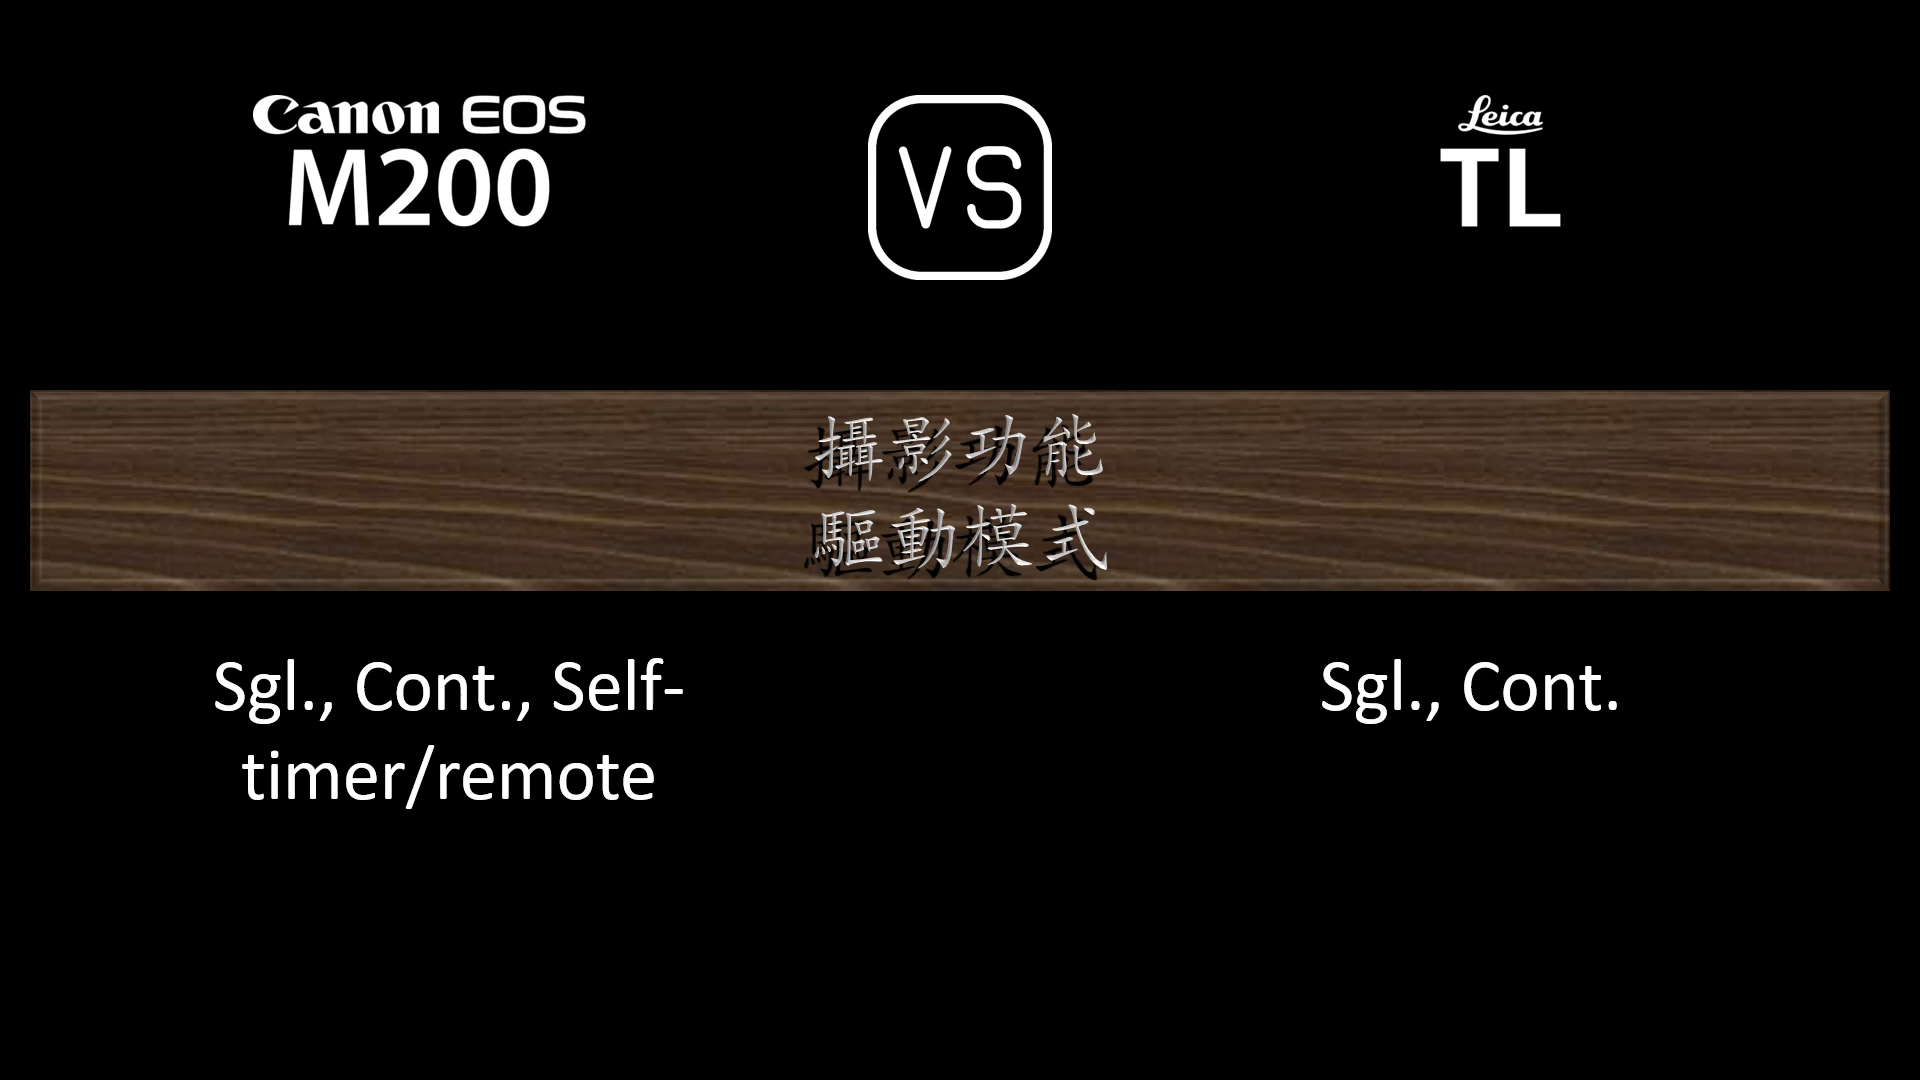 Canon EOS
M200
VS
Leica
TL
攝影功能
驅動模式
Sgl., Cont., Self-
timer/remote
Sgl., Cont.